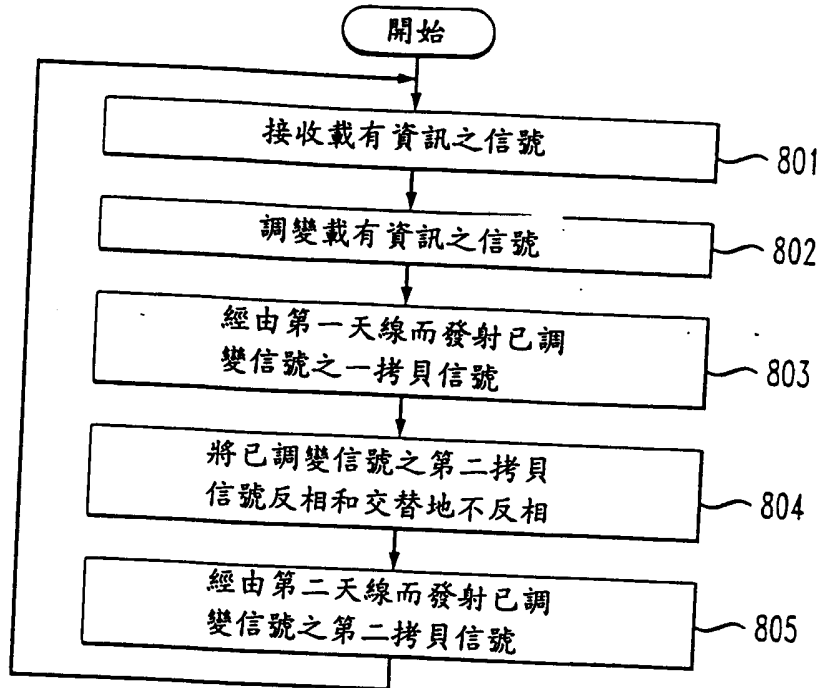 開始
接收載有資訊之信號
801
調變載有資訊之信號
802
經由第一天線而發射已調
變信號之一拷貝信號
803
將已調變信號之第二拷貝
信號反相和交替地不反相
804
經由第二天線而發射已調
變信號之第二拷貝信號
805